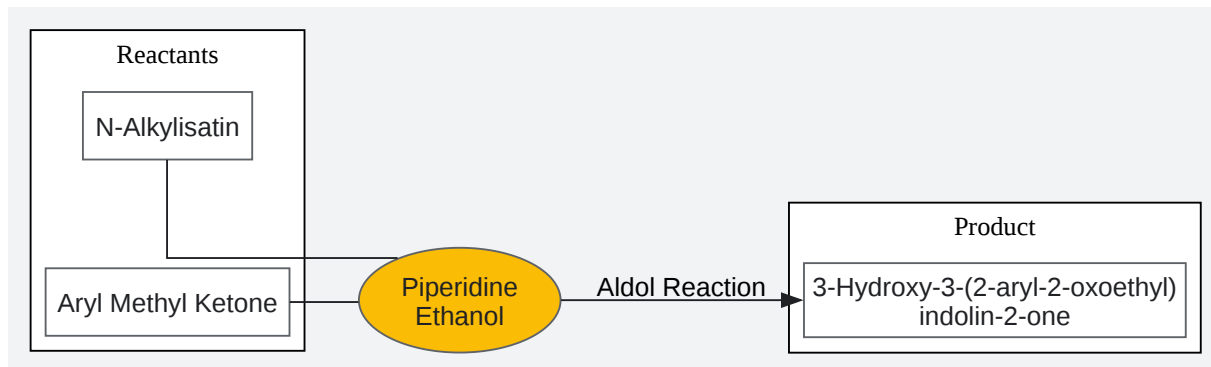 Reactants
N-Alkylisatin
Aryl Methyl Ketone
Piperidine
Ethanol
Aldol Reaction
Product
3-Hydroxy-3-(2-aryl-2-oxoethyl)
indolin-2-one